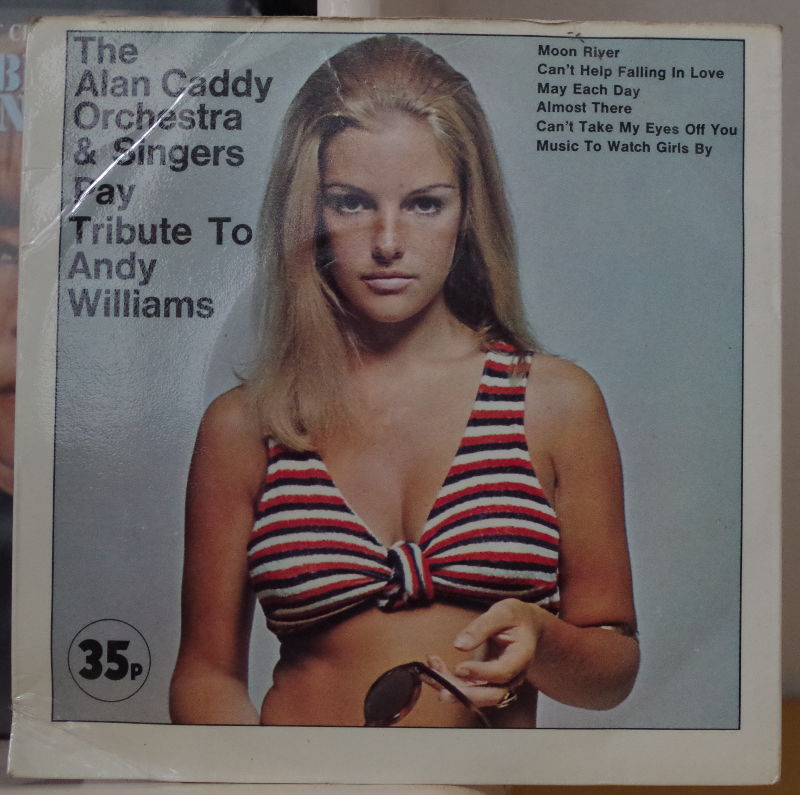 The
Alan Caddy
Orchestra
& Singers
Pay
Tribute To
Andy
Williams
Moon River
Can't Help Falling In Love
May Each Day
Almost There
Can't Take My Eyes Off You
Music To Watch Girls By
35p